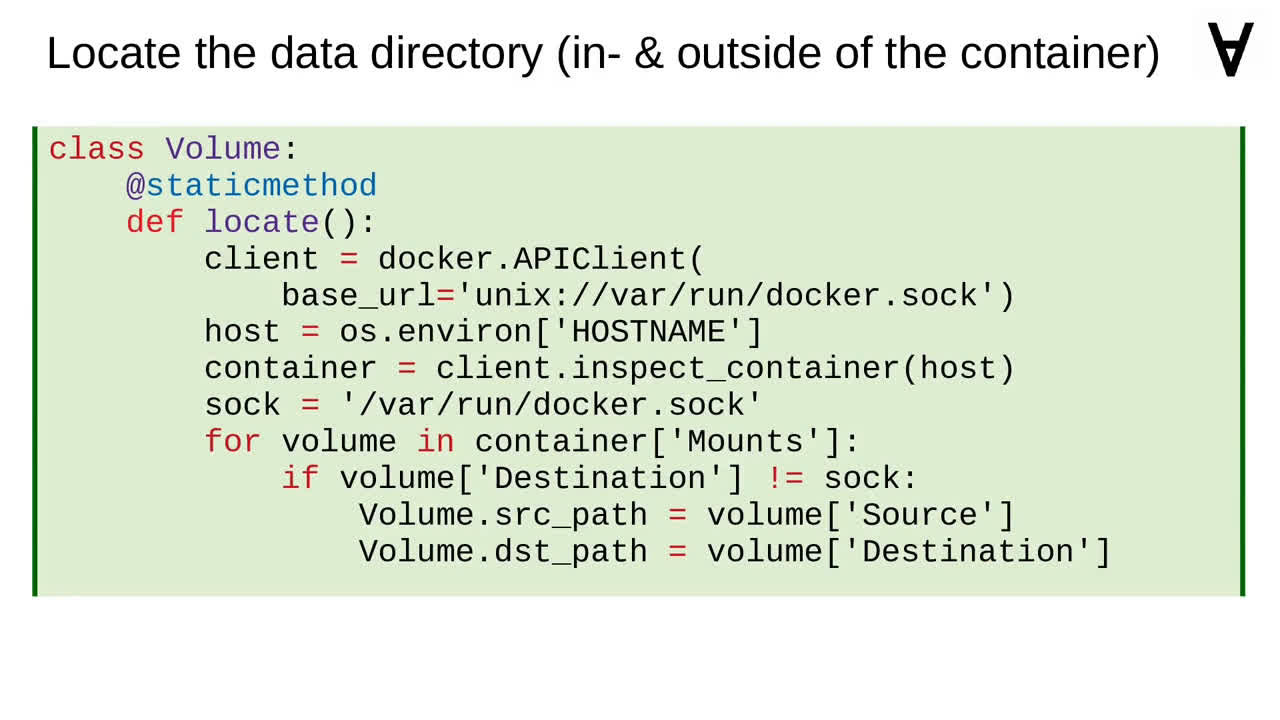 Locate the data directory (in- & outside of the container)
∀
class Volume:
    @staticmethod
    def locate():
        client = docker.APIClient(
            base_url='unix://var/run/docker.sock')
        host = os.environ['HOSTNAME']
        container = client.inspect_container(host)
        sock = '/var/run/docker.sock'
        for volume in container['Mounts']:
            if volume['Destination'] != sock:
                Volume.src_path = volume['Source']
                Volume.dst_path = volume['Destination']